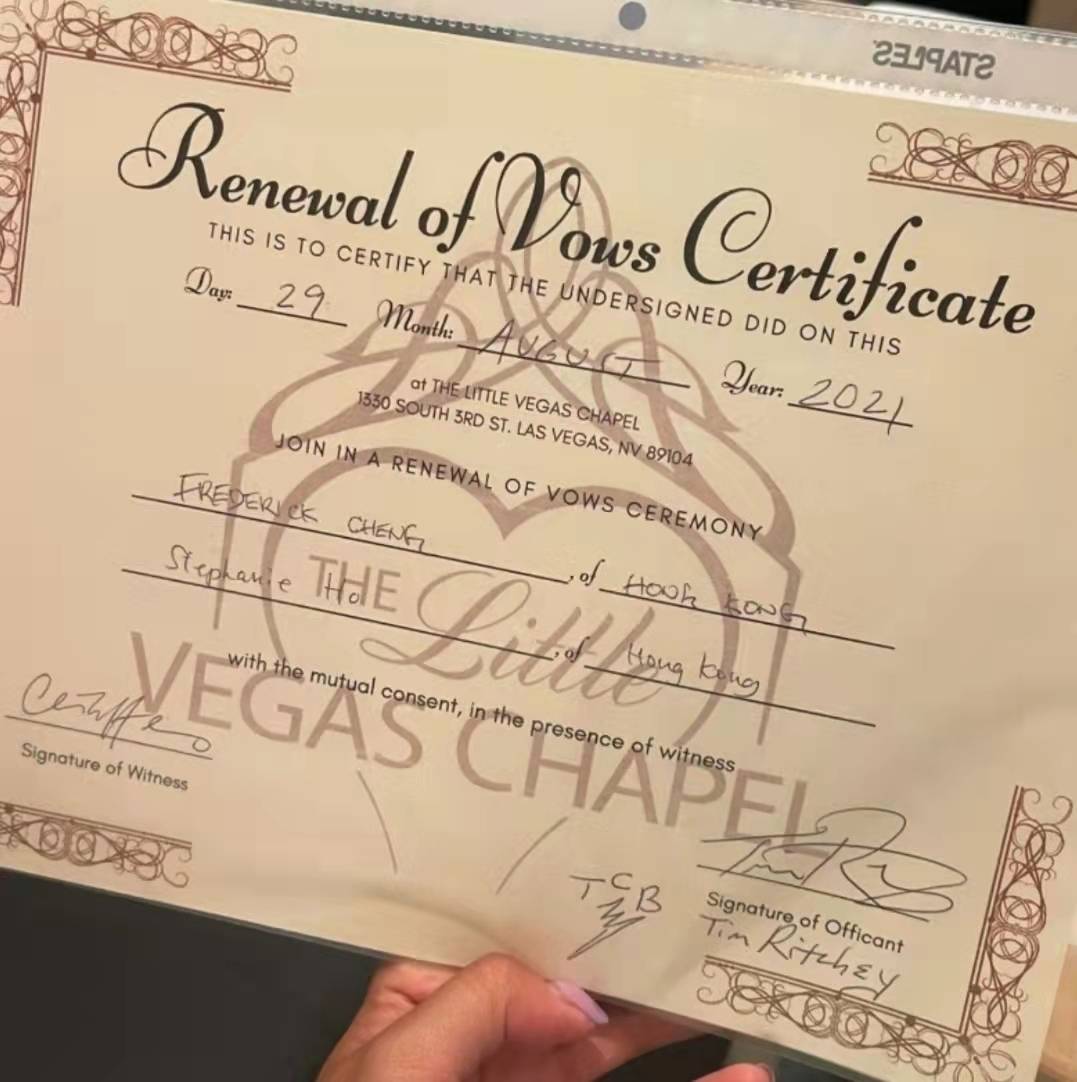 STAPLES
Renewal of Vows Certificate
THIS IS TO CERTIFY THAT THE UNDERSIGNED DID ON THIS
Day: 29 Month: AUGUST Year: 2021
at THE LITTLE VEGAS CHAPEL
1330 SOUTH 3RD ST. LAS VEGAS, NV 89104
JOIN IN A RENEWAL OF VOWS CEREMONY
FREDERICK CHENG, of HONG KONG
Stephanie Ho, of Hong Kong
THE Little
VEGAS CHAPEL
with the mutual consent, in the presence of witness
Signature of Witness
TCB
Signature of Officant
Tim Ritchey